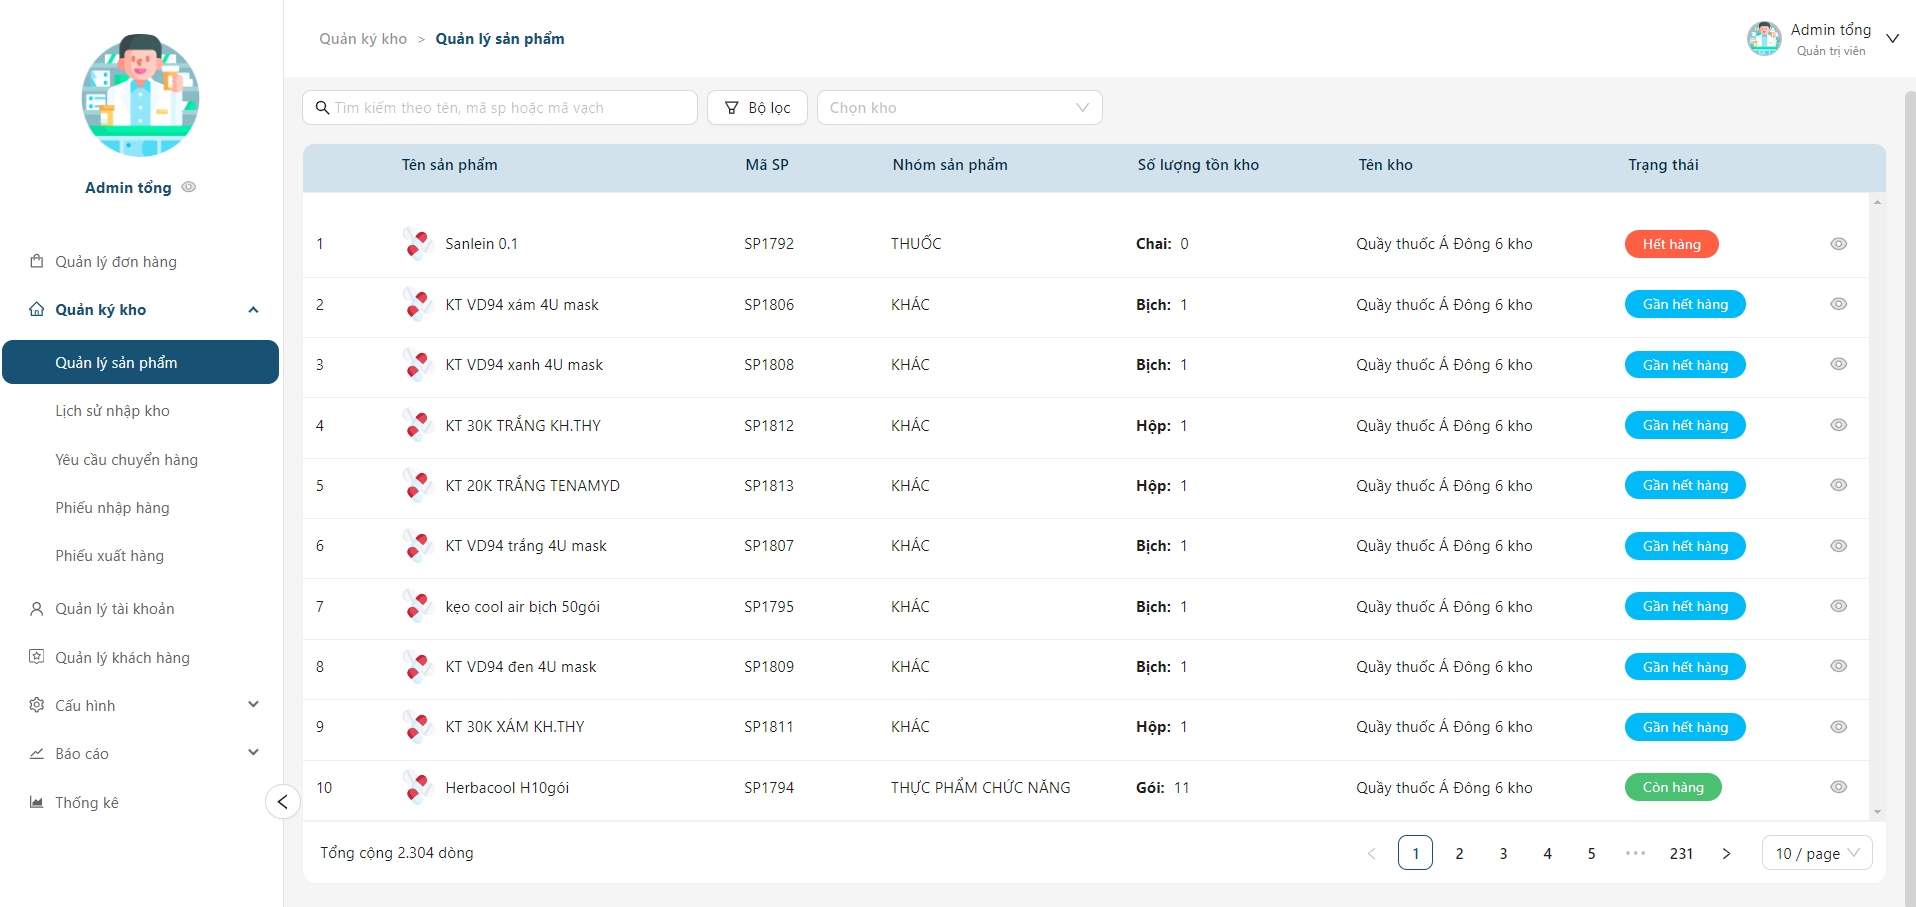 Admin tổng
Quản lý đơn hàng
Quản ký kho
Quản lý sản phẩm
Lịch sử nhập kho
Yêu cầu chuyển hàng
Phiếu nhập hàng
Phiếu xuất hàng
Quản lý tài khoản
Quản lý khách hàng
Cấu hình
Báo cáo
Thống kê
Quản ký kho > Quản lý sản phẩm
Admin tổng
Quản trị viên
Tìm kiếm theo tên, mã sp hoặc mã vạch
Bộ lọc
Chọn kho
Tên sản phẩm Mã SP Nhóm sản phẩm Số lượng tồn kho Tên kho Trạng thái
1 Sanlein 0.1 SP1792 THUỐC Chai: 0 Quầy thuốc Á Đông 6 kho Hết hàng
2 KT VD94 xám 4U mask SP1806 KHÁC Bịch: 1 Quầy thuốc Á Đông 6 kho Gần hết hàng
3 KT VD94 xanh 4U mask SP1808 KHÁC Bịch: 1 Quầy thuốc Á Đông 6 kho Gần hết hàng
4 KT 30K TRẮNG KH.THY SP1812 KHÁC Hộp: 1 Quầy thuốc Á Đông 6 kho Gần hết hàng
5 KT 20K TRẮNG TENAMYD SP1813 KHÁC Hộp: 1 Quầy thuốc Á Đông 6 kho Gần hết hàng
6 KT VD94 trắng 4U mask SP1807 KHÁC Bịch: 1 Quầy thuốc Á Đông 6 kho Gần hết hàng
7 kẹo cool air bịch 50gói SP1795 KHÁC Bịch: 1 Quầy thuốc Á Đông 6 kho Gần hết hàng
8 KT VD94 đen 4U mask SP1809 KHÁC Bịch: 1 Quầy thuốc Á Đông 6 kho Gần hết hàng
9 KT 30K XÁM KH.THY SP1811 KHÁC Hộp: 1 Quầy thuốc Á Đông 6 kho Gần hết hàng
10 Herbacool H10gói SP1794 THỰC PHẨM CHỨC NĂNG Gói: 11 Quầy thuốc Á Đông 6 kho Còn hàng
Tổng cộng 2.304 dòng
< 1 2 3 4 5 ••• 231 > 10 / page